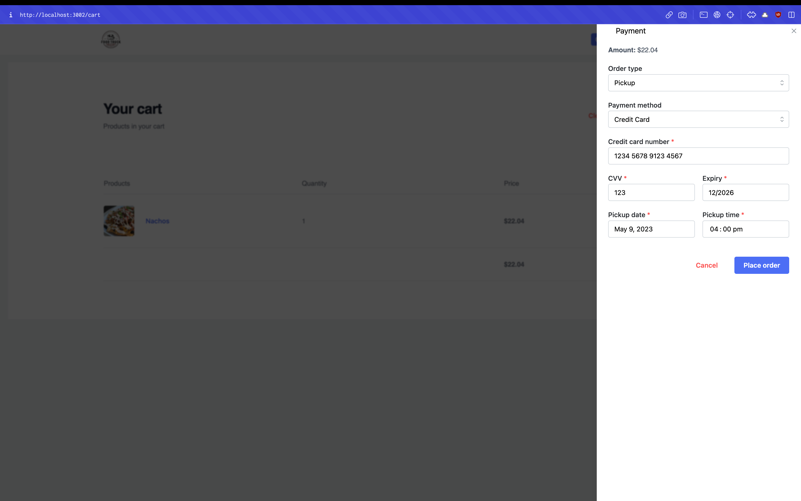 http://localhost:3002/cart
Payment
Amount: $22.04
Order type
Pickup
Payment method
Credit Card
Credit card number *
1234 5678 9123 4567
CVV *
Expiry *
123
12/2026
Pickup date *
Pickup time *
May 9, 2023
04 : 00 pm
Cancel
Place order
Your cart
Products in your cart
Products
Quantity
Price
Nachos
1
$22.04
$22.04